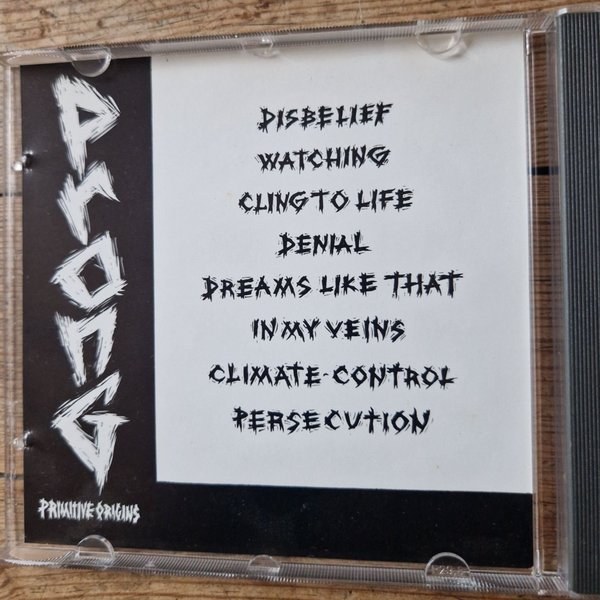 PRONG
PRIMITIVE ORIGINS
DISBELIEF
WATCHING
CLING TO LIFE
DENIAL
DREAMS LIKE THAT
IN MY VEINS
CLIMATE-CONTROL
PERSECUTION